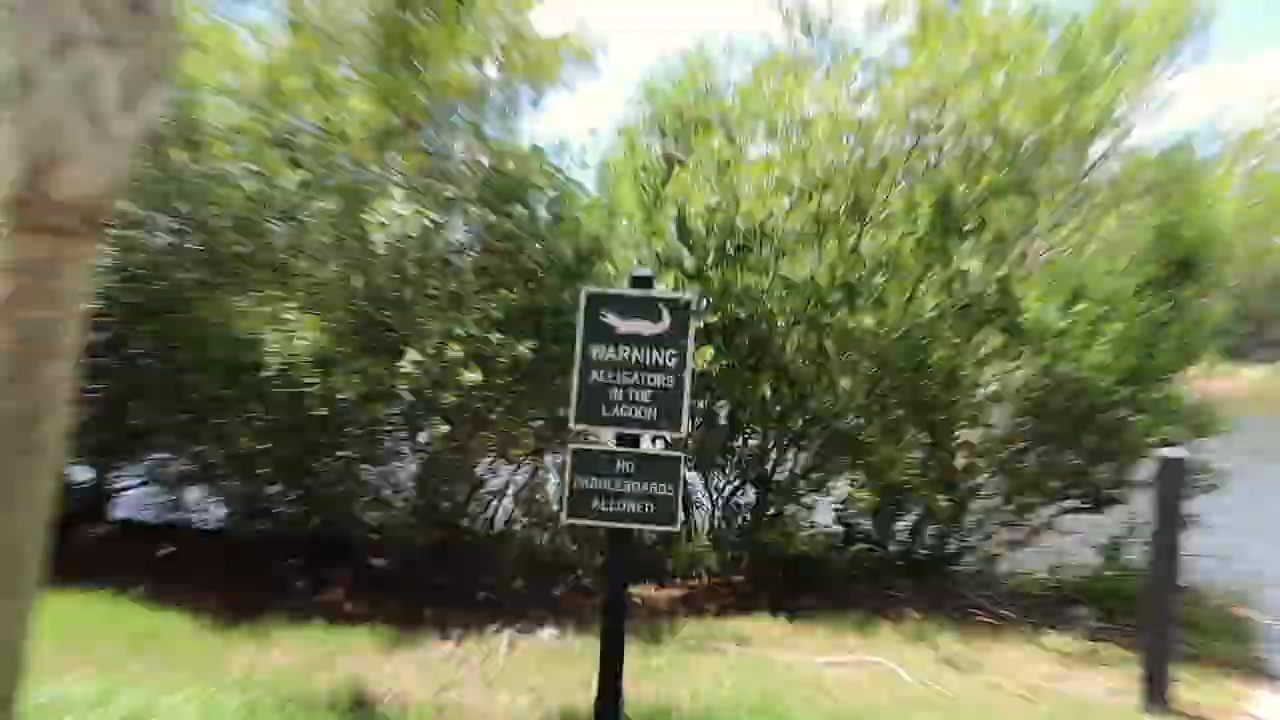 WARNING
ALLIGATORS
IN THE
LAGOON
NO
PADDLEBOARDS
ALLOWED